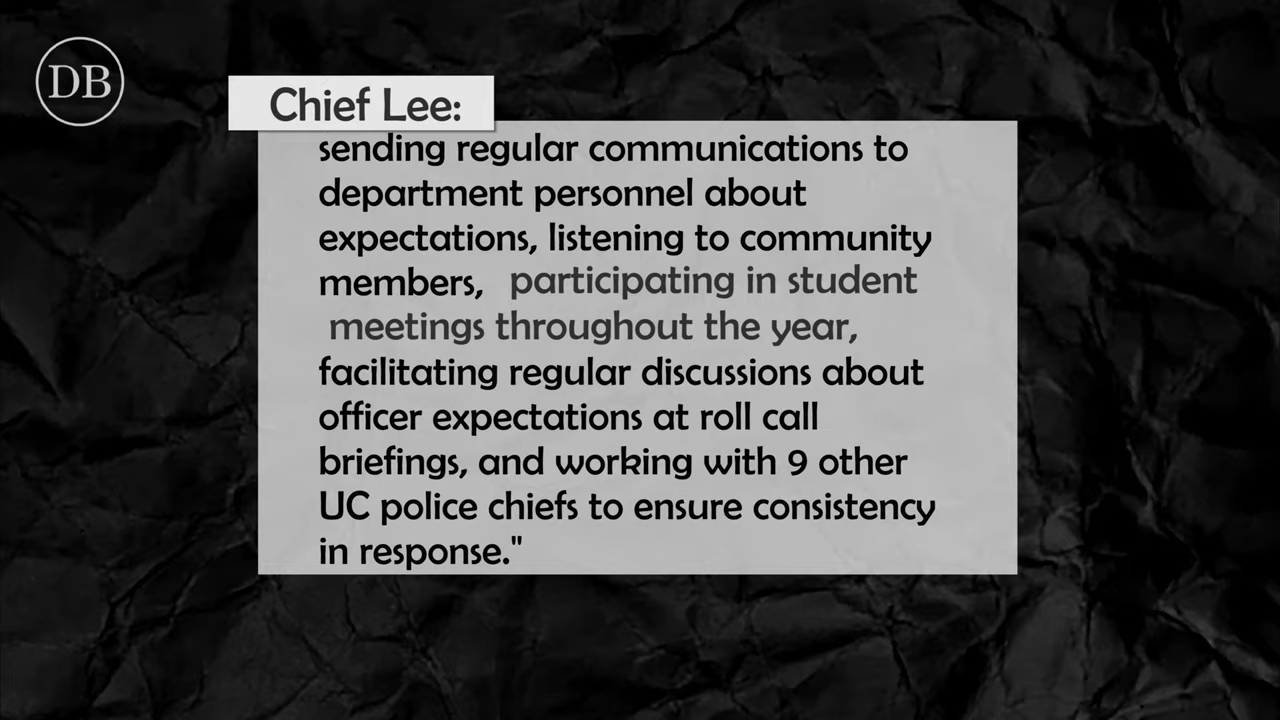 DB
Chief Lee:
sending regular communications to
department personnel about
expectations, listening to community
members, participating in student
meetings throughout the year,
facilitating regular discussions about
officer expectations at roll call
briefings, and working with 9 other
UC police chiefs to ensure consistency
in response."